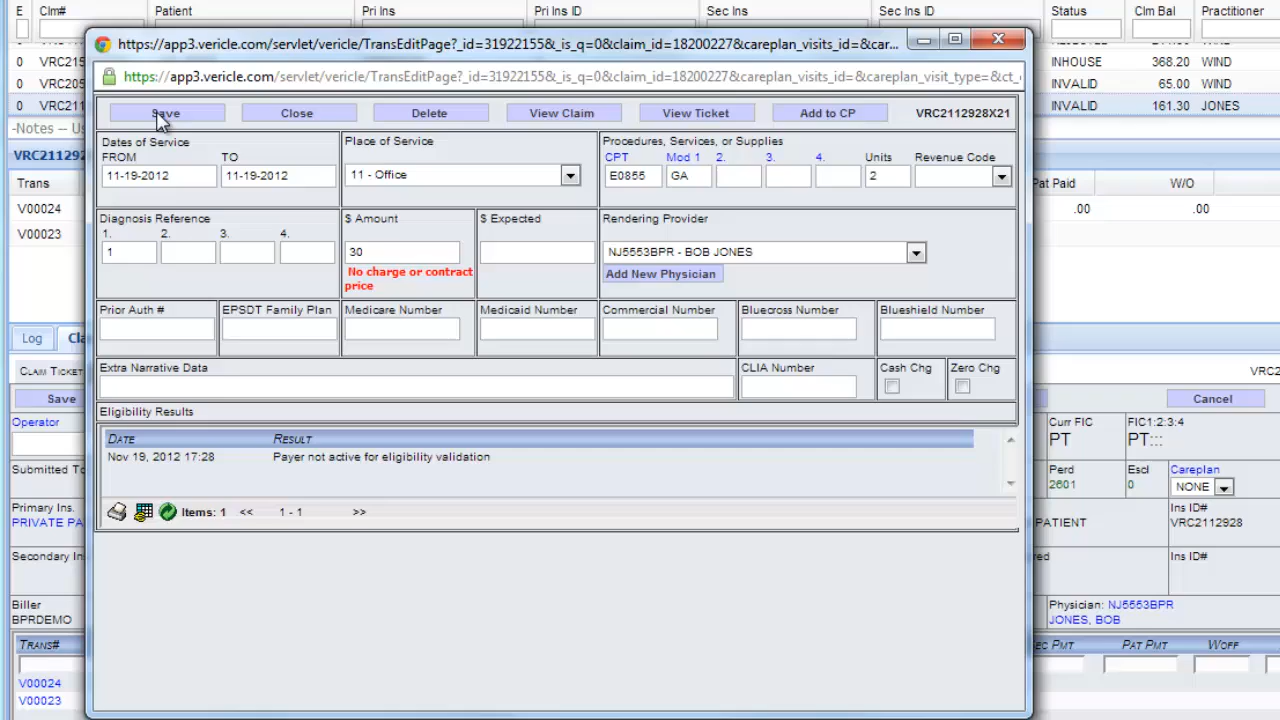 E Clm# Patient Pri Ins Pri Ins ID Sec Ins Sec Ins ID Status Clm Bal Practitioner
https://app3.vericle.com/servlet/vericle/TransEditPage?_id=31922155&_is_q=0&claim_id=18200227&careplan_visits_id=&car...
0 VRC215 INHOUSE 368.20 WIND
https://app3.vericle.com/servlet/vericle/TransEditPage?_id=31922155&_is_q=0&claim_id=18200227&careplan_visits_id=&careplan_visit_type=&ct_
0 INVALID 65.00 WIND
0 VRC211 INVALID 161.30 JONES
Save Close Delete View Claim View Ticket Add to CP VRC2112928X21
-Notes -- Us
Dates of Service Place of Service Procedures, Services, or Supplies
VRC211292
FROM TO CPT Mod 1 2. 3. 4. Units Revenue Code
11-19-2012 11-19-2012 11 - Office E0855 GA 2
Trans Pat Paid W/O
V00024 .00 .00
Diagnosis Reference $ Amount $ Expected Rendering Provider
V00023 1. 2. 3. 4.
1 30 NJ5553BPR - BOB JONES
No charge or contract Add New Physician
price
Prior Auth # EPSDT Family Plan Medicare Number Medicaid Number Commercial Number Bluecross Number Blueshield Number
Log Cla
Extra Narrative Data CLIA Number Cash Chg Zero Chg
Claim Ticket VRC2
Save Cancel
Eligibility Results
Operator Curr FIC FIC1:2:3:4
Date Result PT PT:::
Nov 19, 2012 17:28 Payer not active for eligibility validation
Submitted To Perd Escl Careplan
2601 0 NONE
Primary Ins. Items: 1 << 1 - 1 >> Ins ID#
PRIVATE PA PATIENT VRC2112928
Secondary In red Ins ID#
Biller Physician: NJ5553BPR
BPRDEMO JONES, BOB
Trans# Sec Pmt Pat Pmt Woff
V00024
V00023